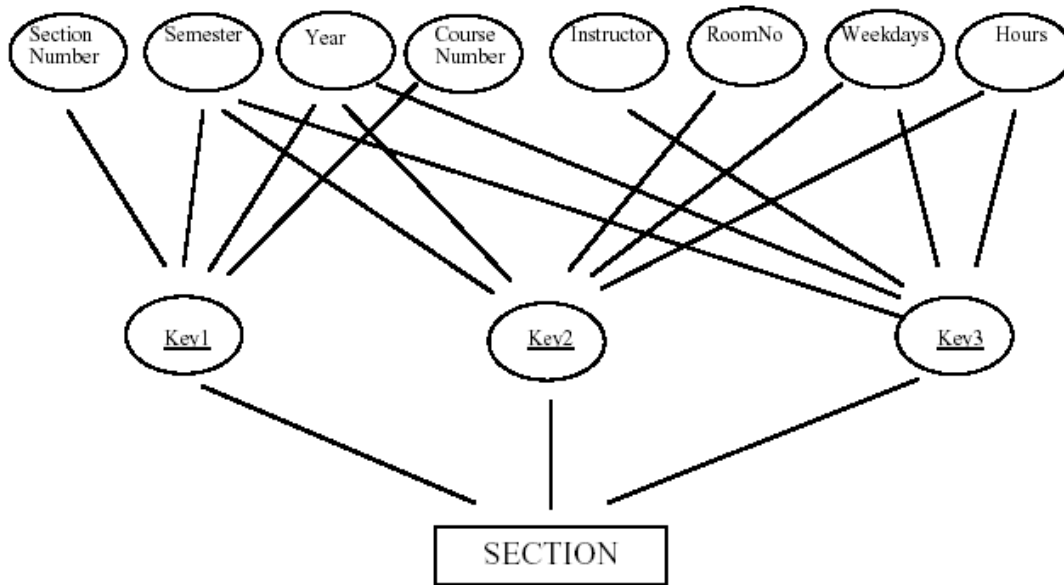 Section
Number
Semester
Year
Course
Number
Instructor
RoomNo
Weekdays
Hours
Key1
Key2
Key3
SECTION